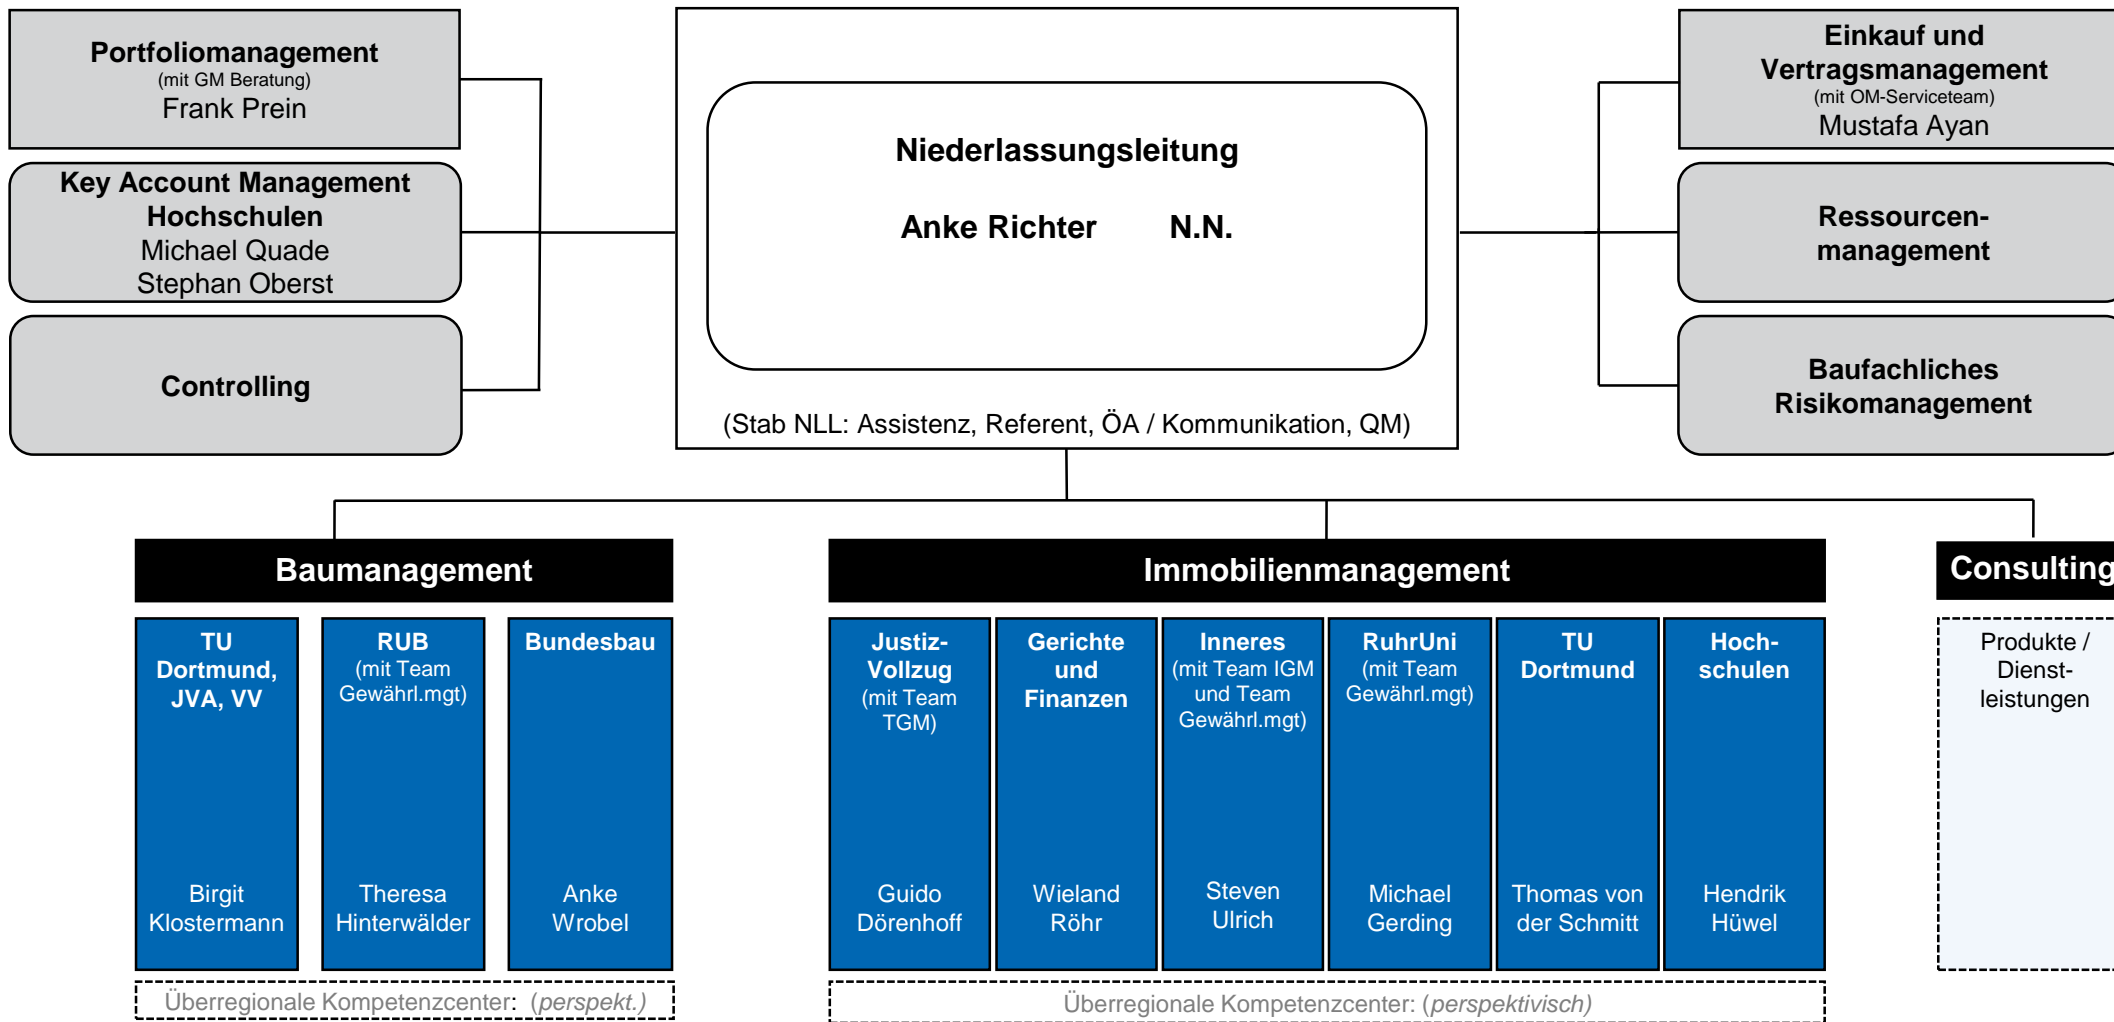 Portfoliomanagement
(mit GM Beratung)
Frank Prein
Key Account Management
Hochschulen
Michael Quade
Stephan Oberst
Controlling
Niederlassungsleitung
Anke Richter N.N.
(Stab NLL: Assistenz, Referent, ÖA / Kommunikation, QM)
Einkauf und
Vertragsmanagement
(mit OM-Serviceteam)
Mustafa Ayan
Ressourcen-
management
Baufachliches
Risikomanagement
Baumanagement
TU
Dortmund,
JVA, VV
Birgit
Klostermann
RUB
(mit Team
Gewährl.mgt)
Theresa
Hinterwälder
Bundesbau
Anke
Wrobel
Überregionale Kompetenzcenter: (perspekt.)
Immobilienmanagement
Justiz-
Vollzug
(mit Team
TGM)
Guido
Dörenhoff
Gerichte
und
Finanzen
Wieland
Röhr
Inneres
(mit Team IGM
und Team
Gewährl.mgt)
Steven
Ulrich
RuhrUni
(mit Team
Gewährl.mgt)
Michael
Gerding
TU
Dortmund
Thomas von
der Schmitt
Hoch-
schulen
Hendrik
Hüwel
Überregionale Kompetenzcenter: (perspektivisch)
Consulting
Produkte /
Dienst-
leistungen